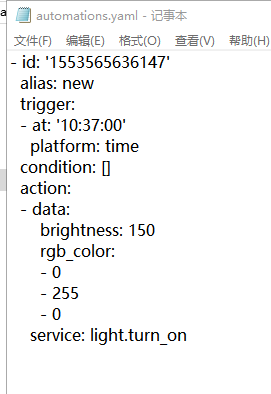 a
automations.yaml - 记事本
文件(F) 编辑(E) 格式(O) 查看(V) 帮助(H)
- id: '1553565636147'
alias: new
trigger:
- at: '10:37:00'
platform: time
condition: []
action:
- data:
brightness: 150
rgb_color:
- 0
- 255
- 0
service: light.turn_on